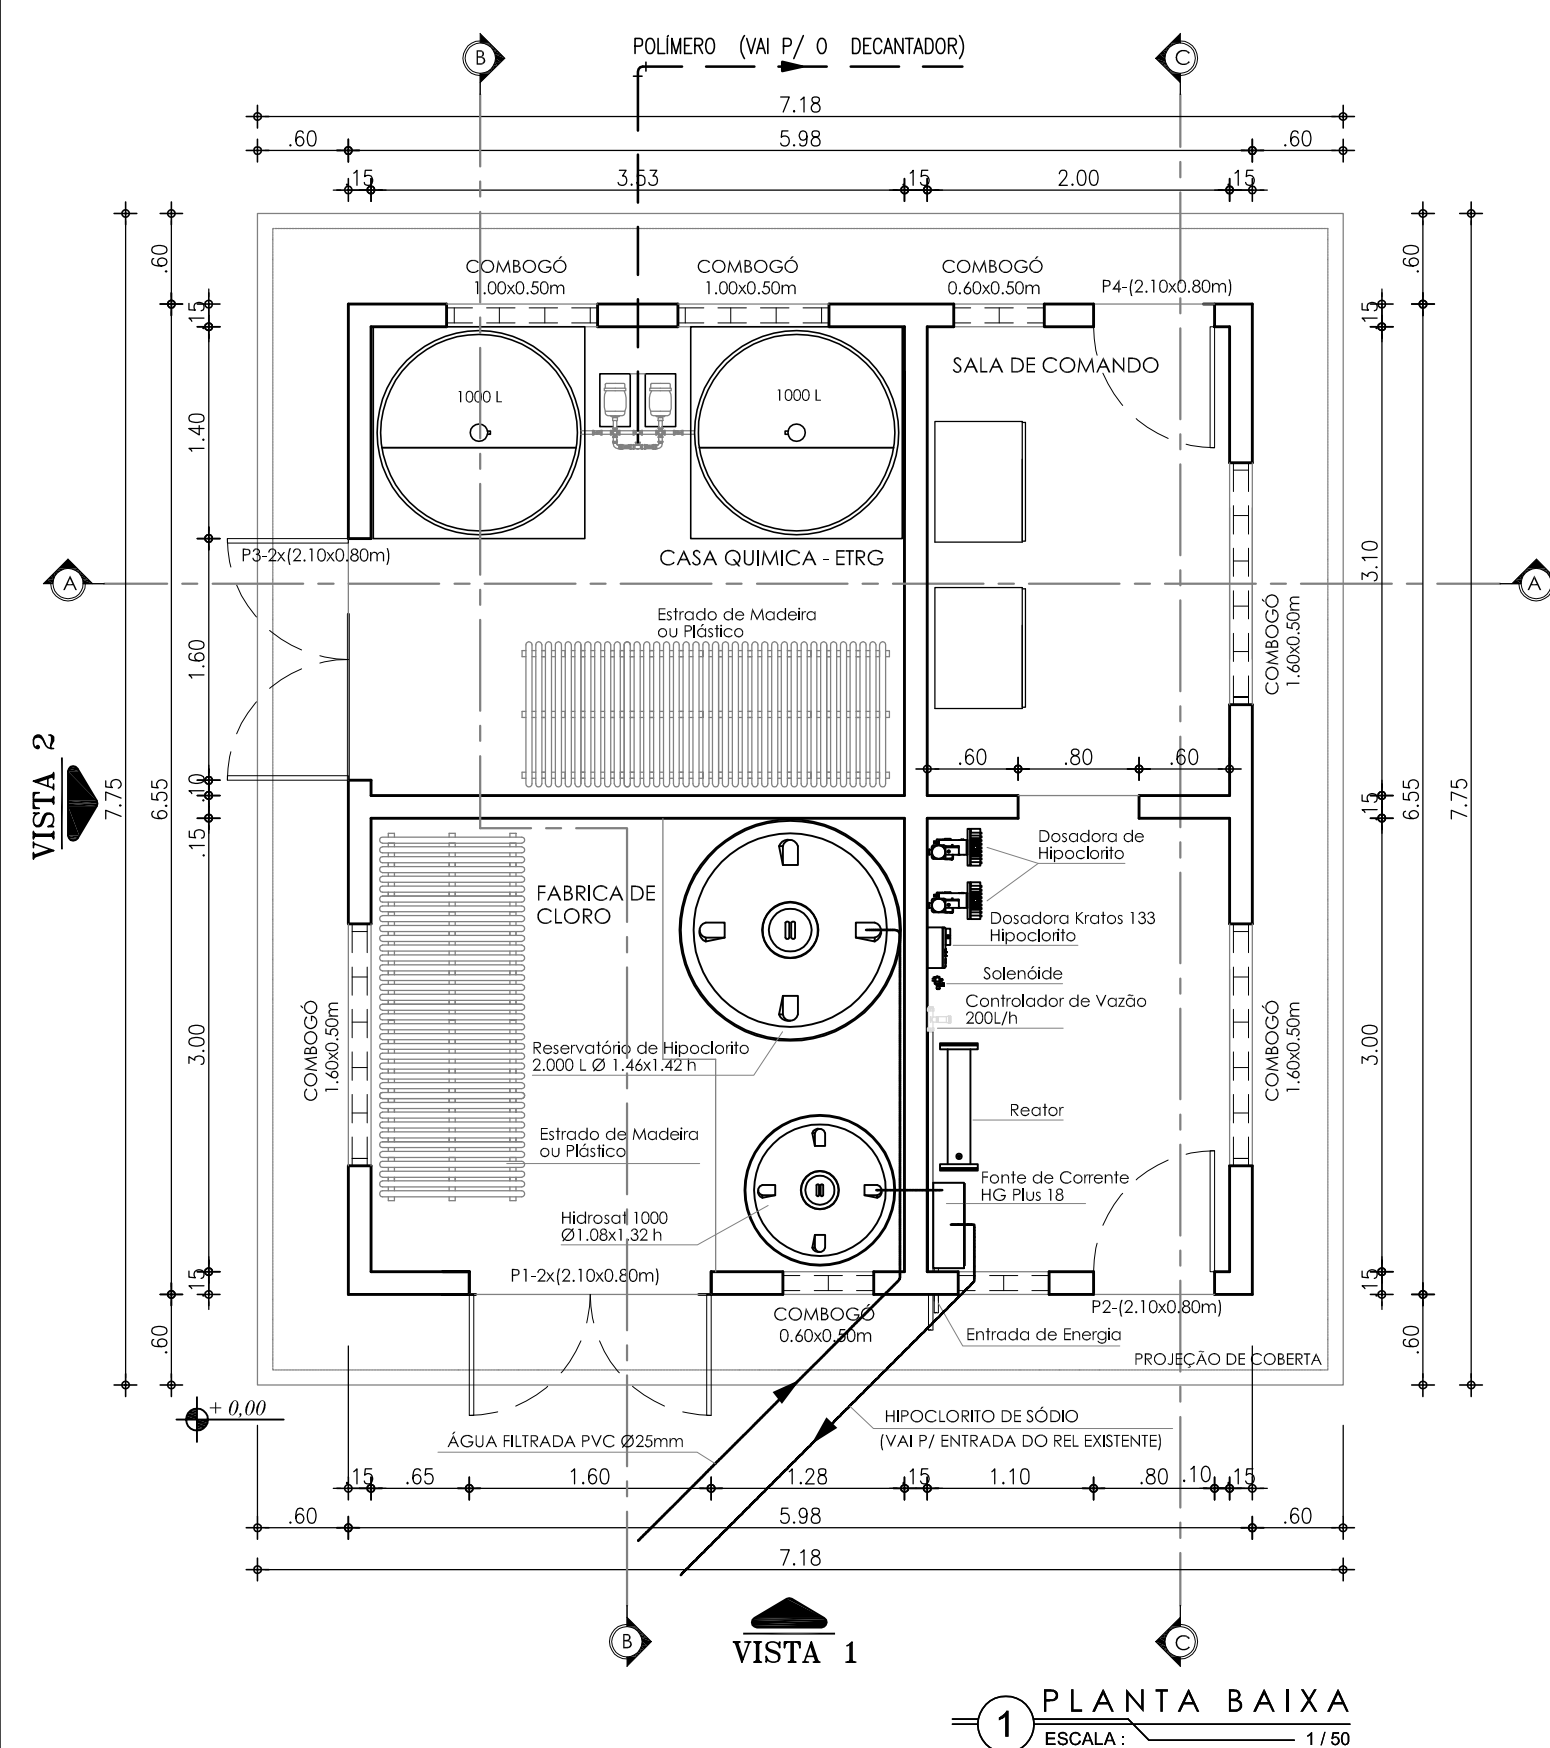 B
POLÍMERO (VAI P/ O DECANTADOR)
C
7.18
.60
5.98
.60
.15
3.53
.15
2.00
.15
.60
COMBOGÓ
1.00x0.50m
COMBOGÓ
1.00x0.50m
COMBOGÓ
0.60x0.50m
P4-(2.10x0.80m)
.60
.15
.15
SALA DE COMANDO
1000 L
1000 L
1.40
P3-2x(2.10x0.80m)
CASA QUIMICA - ETRG
3.10
A
A
Estrado de Madeira
ou Plástico
COMBOGÓ
1.60x0.50m
1.60
VISTA 2
7.75
6.55
.10
.15
.60
.80
.60
.15
6.55
7.75
Dosadora de
Hipoclorito
FABRICA DE
CLORO
Dosadora Kratos 133
Hipoclorito
Solenóide
Controlador de Vazão
200L/h
COMBOGÓ
1.60x0.50m
3.00
Reservatório de Hipoclorito
2.000 L Ø 1.46x1.42 h
COMBOGÓ
1.60x0.50m
3.00
Reator
Estrado de Madeira
ou Plástico
Fonte de Corrente
HG Plus 18
Hidrosat 1000
Ø1.08x1.32 h
.15
P1-2x(2.10x0.80m)
.15
COMBOGÓ
0.60x0.50m
P2-(2.10x0.80m)
Entrada de Energia
.60
.60
PROJEÇÃO DE COBERTA
+ 0,00
HIPOCLORITO DE SÓDIO
(VAI P/ ENTRADA DO REL EXISTENTE)
ÁGUA FILTRADA PVC Ø25mm
.15
.65
1.60
1.28
.15
1.10
.80
.10
.15
.60
5.98
.60
7.18
B
VISTA 1
C
1
PLANTA BAIXA
ESCALA : 1 / 50